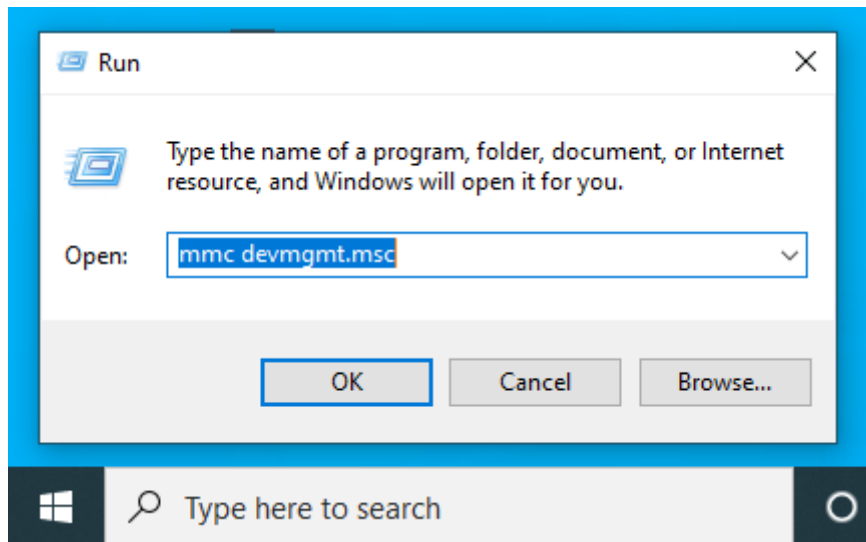 Run
Type the name of a program, folder, document, or Internet
resource, and Windows will open it for you.
Open: mmc devmgmt.msc
OK Cancel Browse...
Type here to search